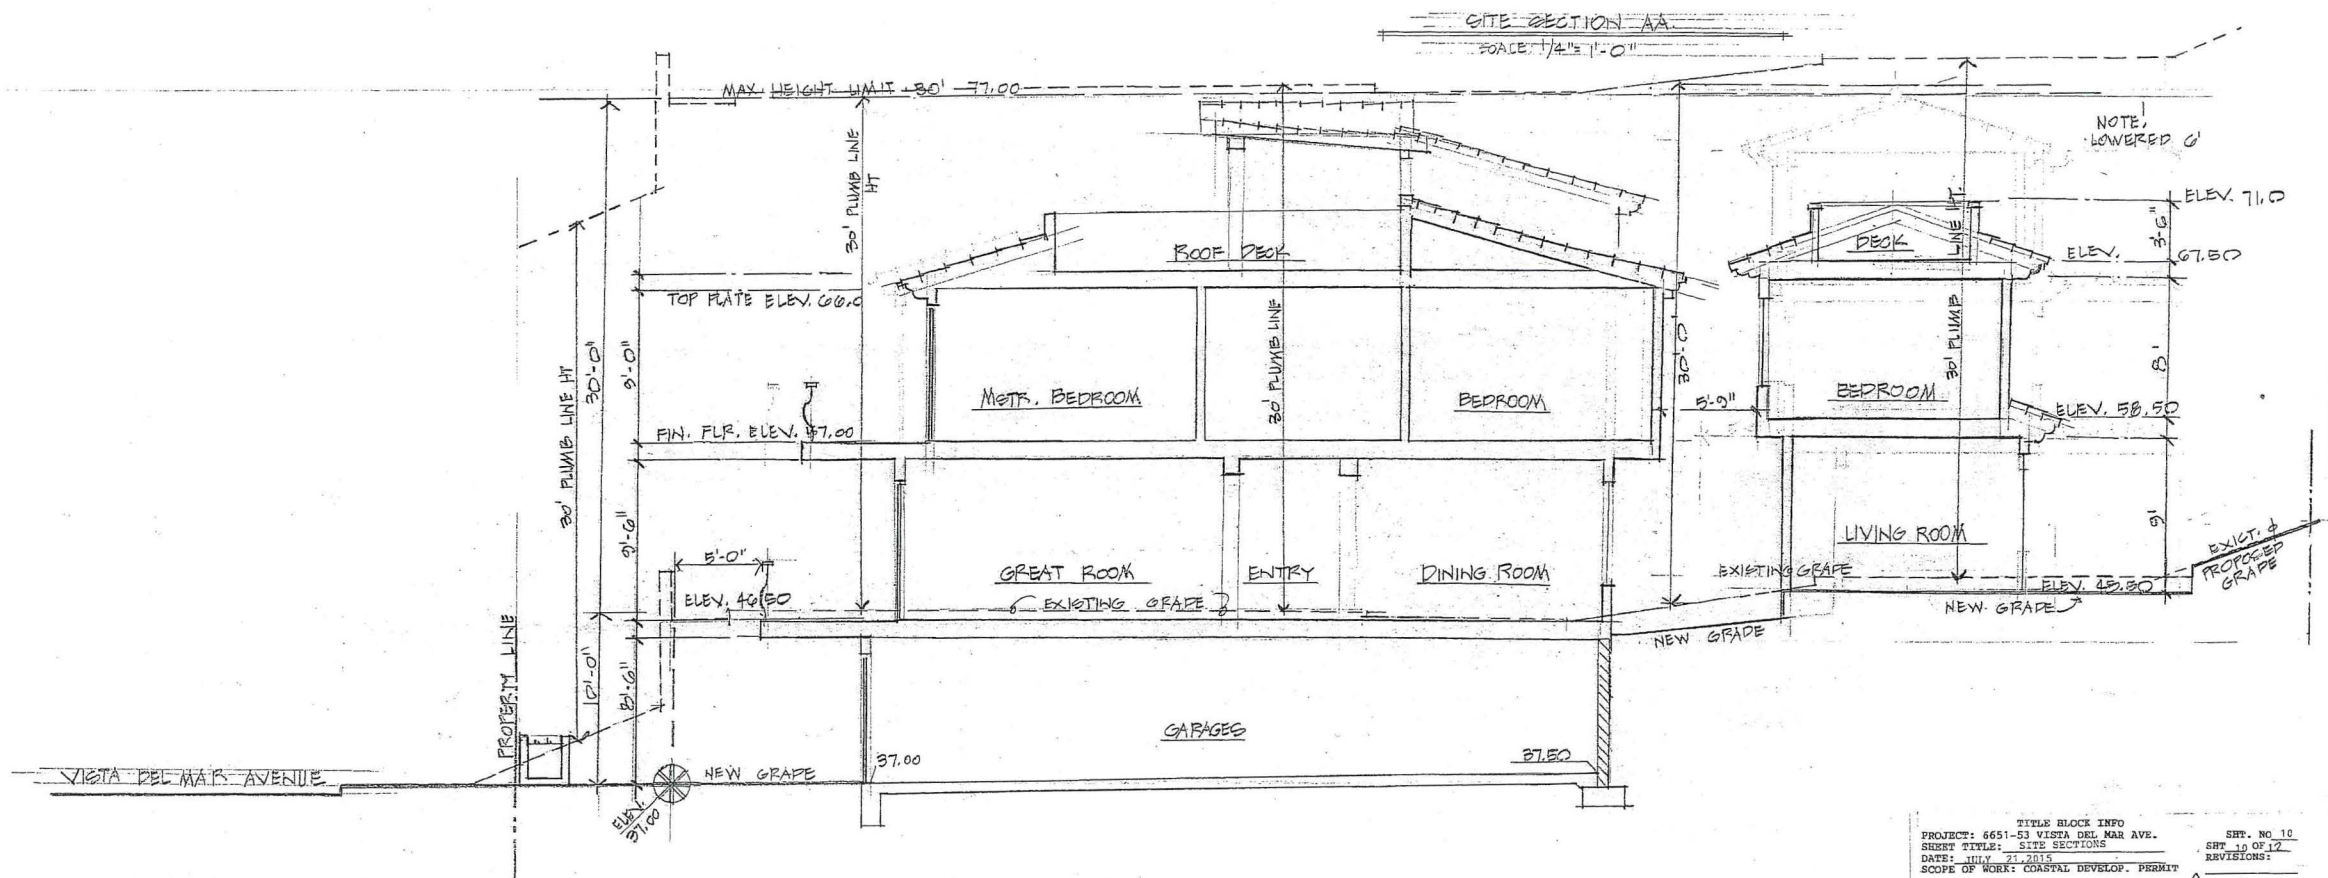 SITE SECTION AA
SCALE: 1/4" = 1'-0"
MAX HEIGHT LIMIT 30' 77.00
NOTE,
LOWERED 6'
ELEV. 71.0
3'-6"
ELEV. 67.50
DECK
ROOF DECK
30' PLUMB LINE HT
TOP PLATE ELEV. 66.0
30' PLUMB LINE HT
30'-0"
9'-0"
30' PLUMB LINE
30'-0
30' PLUMB LINE HT.
8'
MSTR. BEDROOM
BEDROOM
5'-9"
BEDROOM
ELEV. 58.50
FIN. FLR. ELEV. 57.00
9'-6"
5'-0"
GREAT ROOM
ENTRY
DINING ROOM
LIVING ROOM
9'
EXIST. &
PROPOSED
GRADE
EXISTING GRADE
ELEV. 46.50
EXISTING GRADE
ELEV. 45.50
NEW GRADE
NEW GRADE
PROPERTY LINE
10'-0"
8'-6"
GARAGES
VISTA DEL MAR AVENUE
NEW GRADE
37.00
37.50
ELEV.
37.00
TITLE BLOCK INFO
PROJECT: 6651-53 VISTA DEL MAR AVE.
SHEET TITLE: SITE SECTIONS
DATE: JULY 21, 2015
SCOPE OF WORK: COASTAL DEVELOP. PERMIT
SHT. NO 10
SHT 10 OF 12
REVISIONS: